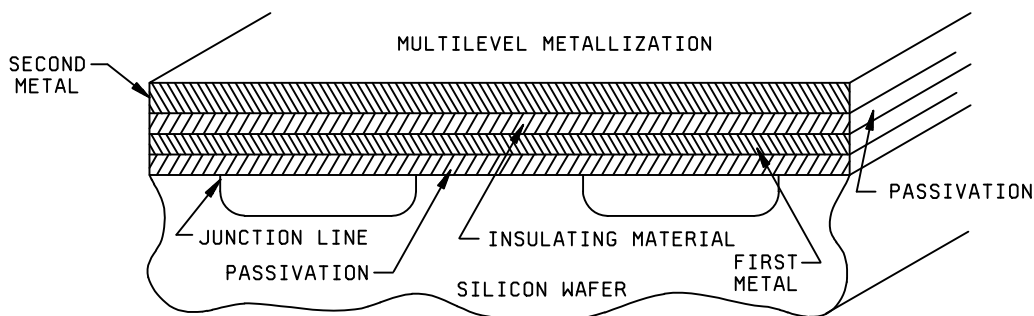 MULTILEVEL METALLIZATION
SECOND
METAL
PASSIVATION
JUNCTION LINE
INSULATING MATERIAL
PASSIVATION
FIRST
METAL
SILICON WAFER